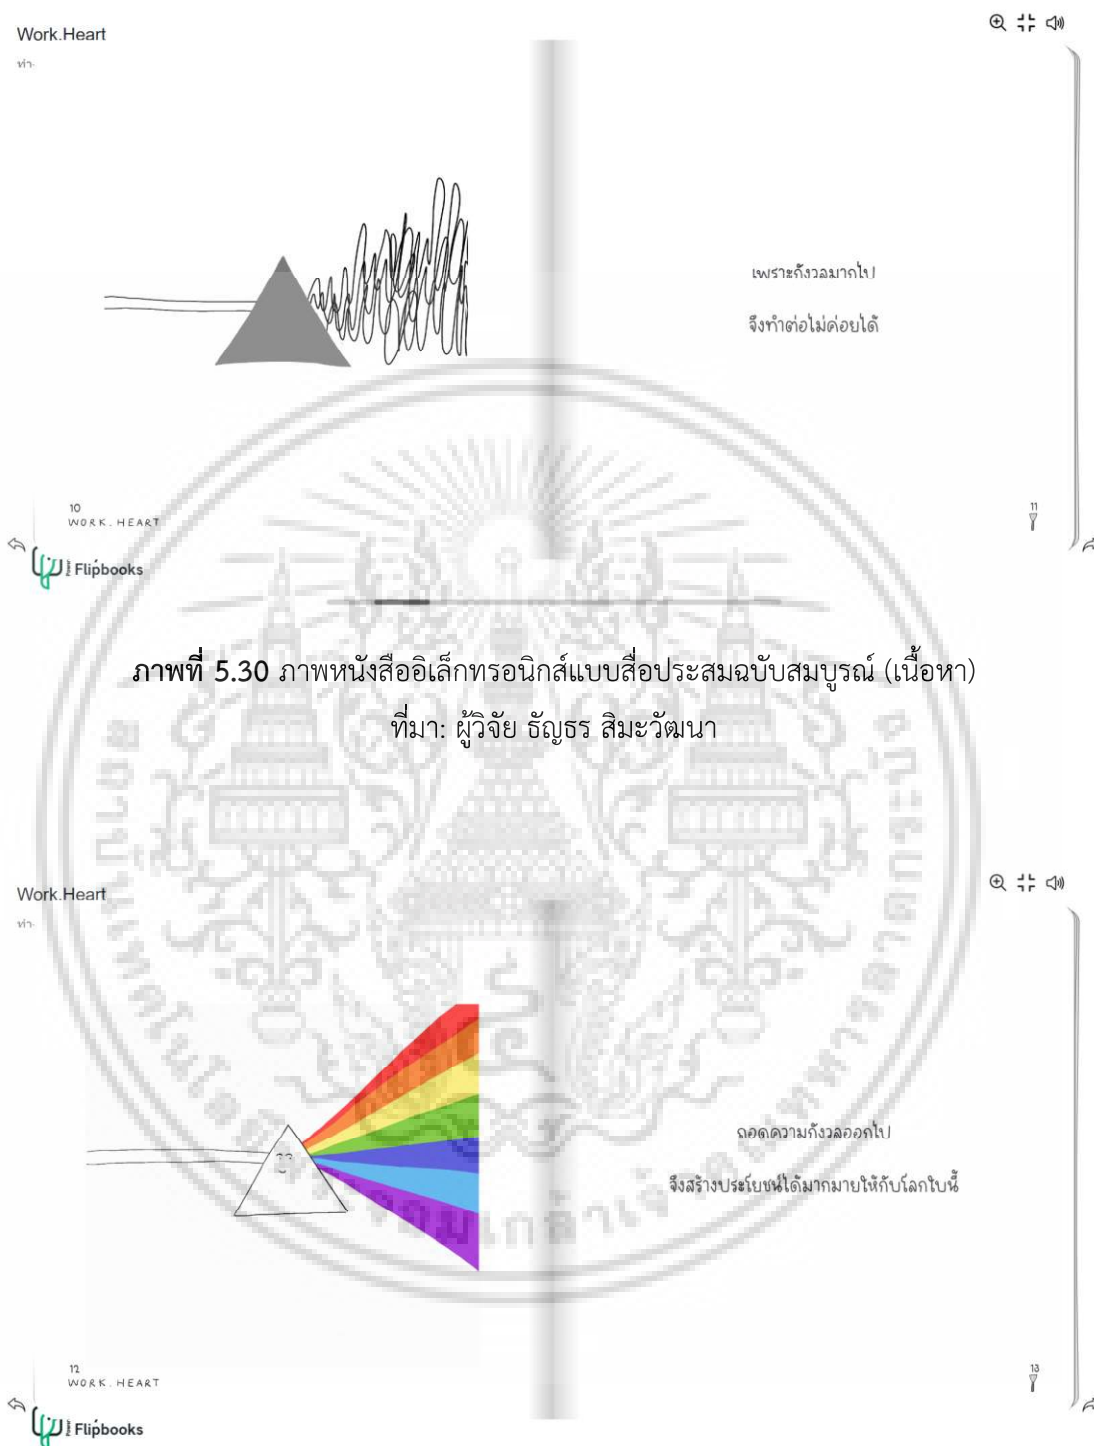 Work.Heart
ทำ.
เพราะกังวลมากไป
จึงทำต่อไม่ค่อยได้
10
WORK.HEART
11
Flipbooks
ภาพที่ 5.30 ภาพหนังสืออิเล็กทรอนิกส์แบบสื่อประสมฉบับสมบูรณ์ (เนื้อหา)
ที่มา: ผู้วิจัย ธัญธร สิมะวัฒนา
Work.Heart
ทำ.
ถอดความกังวลออกไป
จึงสร้างประโยชน์ได้มากมายให้กับโลกใบนี้
12
WORK.HEART
13
Flipbooks